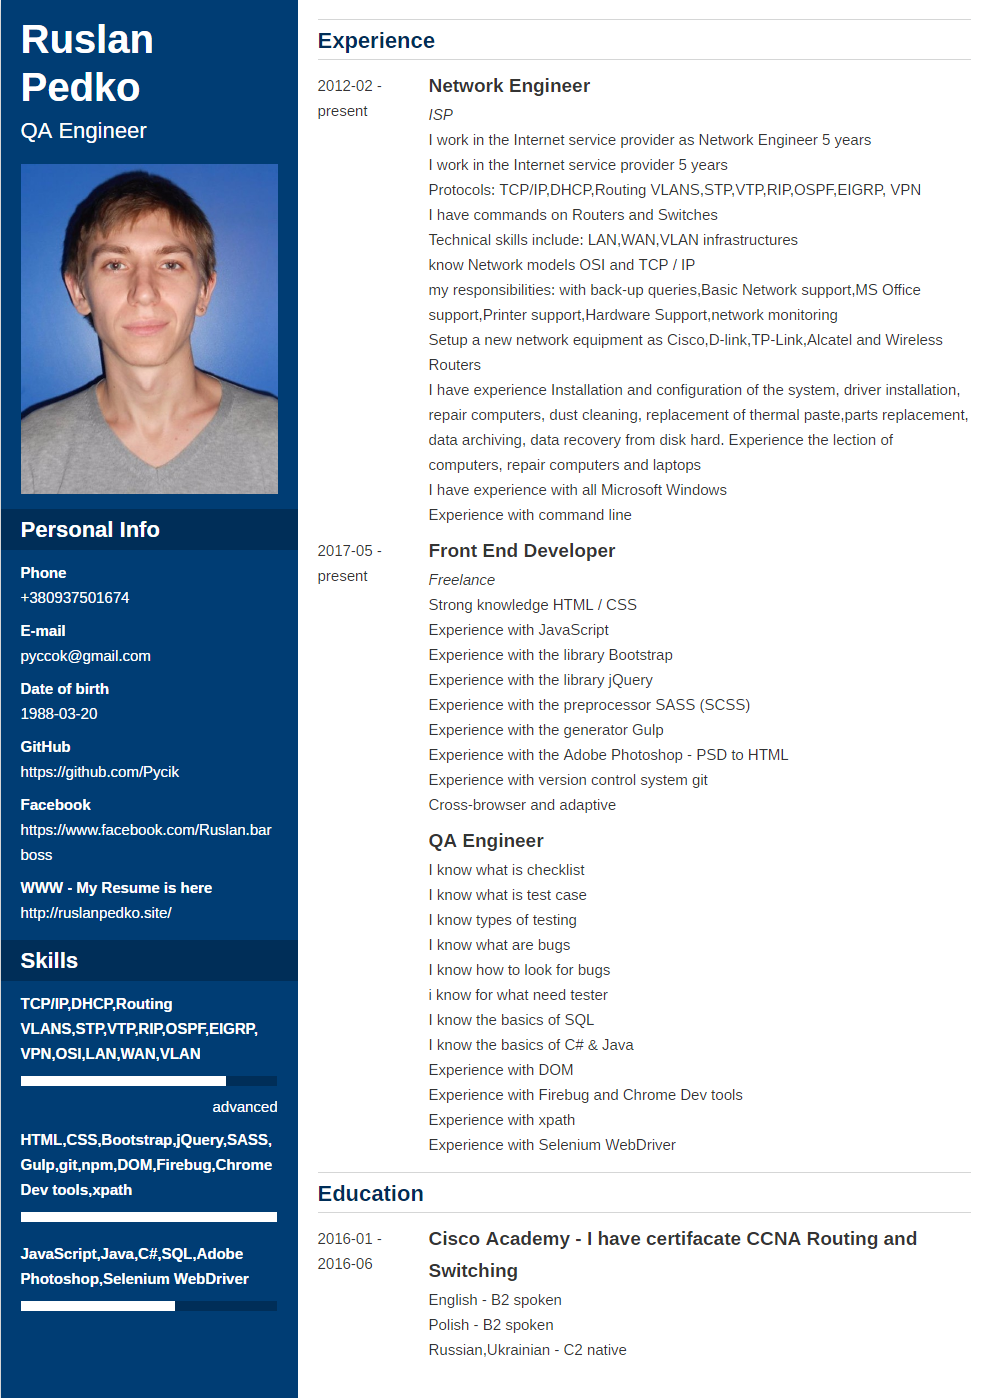 Ruslan
Pedko
QA Engineer
Personal Info
Phone
+380937501674
E-mail
pyccok@gmail.com
Date of birth
1988-03-20
GitHub
https://github.com/Pycik
Facebook
https://www.facebook.com/Ruslan.bar
boss
WWW - My Resume is here
http://ruslanpedko.site/
Skills
TCP/IP,DHCP,Routing
VLANS,STP,VTP,RIP,OSPF,EIGRP,
VPN,OSI,LAN,WAN,VLAN
advanced
HTML,CSS,Bootstrap,jQuery,SASS,
Gulp,git,npm,DOM,Firebug,Chrome
Dev tools,xpath
JavaScript,Java,C#,SQL,Adobe
Photoshop,Selenium WebDriver
Experience
2012-02 -
present
Network Engineer
ISP
I work in the Internet service provider as Network Engineer 5 years
I work in the Internet service provider 5 years
Protocols: TCP/IP,DHCP,Routing VLANS,STP,VTP,RIP,OSPF,EIGRP, VPN
I have commands on Routers and Switches
Technical skills include: LAN,WAN,VLAN infrastructures
know Network models OSI and TCP / IP
my responsibilities: with back-up queries,Basic Network support,MS Office
support,Printer support,Hardware Support,network monitoring
Setup a new network equipment as Cisco,D-link,TP-Link,Alcatel and Wireless
Routers
I have experience Installation and configuration of the system, driver installation,
repair computers, dust cleaning, replacement of thermal paste,parts replacement,
data archiving, data recovery from disk hard. Experience the lection of
computers, repair computers and laptops
I have experience with all Microsoft Windows
Experience with command line
2017-05 -
present
Front End Developer
Freelance
Strong knowledge HTML / CSS
Experience with JavaScript
Experience with the library Bootstrap
Experience with the library jQuery
Experience with the preprocessor SASS (SCSS)
Experience with the generator Gulp
Experience with the Adobe Photoshop - PSD to HTML
Experience with version control system git
Cross-browser and adaptive
QA Engineer
I know what is checklist
I know what is test case
I know types of testing
I know what are bugs
I know how to look for bugs
i know for what need tester
I know the basics of SQL
I know the basics of C# & Java
Experience with DOM
Experience with Firebug and Chrome Dev tools
Experience with xpath
Experience with Selenium WebDriver
Education
2016-01 -
2016-06
Cisco Academy - I have certifacate CCNA Routing and
Switching
English - B2 spoken
Polish - B2 spoken
Russian,Ukrainian - C2 native